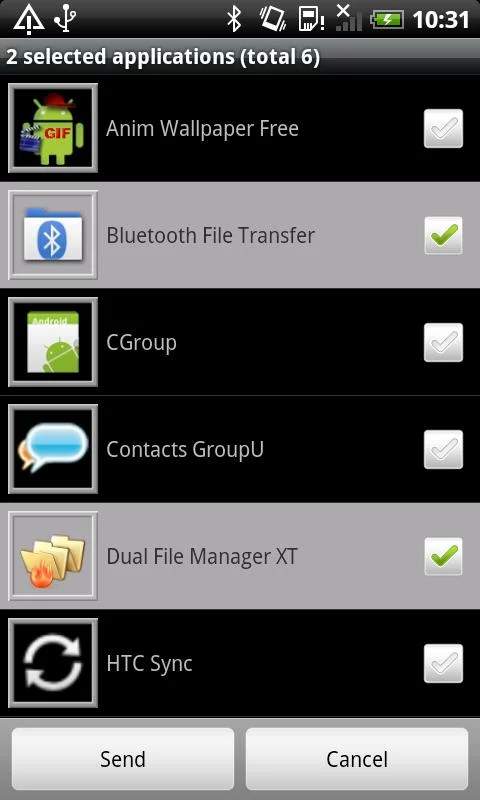 10:31
2 selected applications (total 6)
GIF
Anim Wallpaper Free
Bluetooth File Transfer
Android
CGroup
Contacts GroupU
Dual File Manager XT
HTC Sync
Send
Cancel